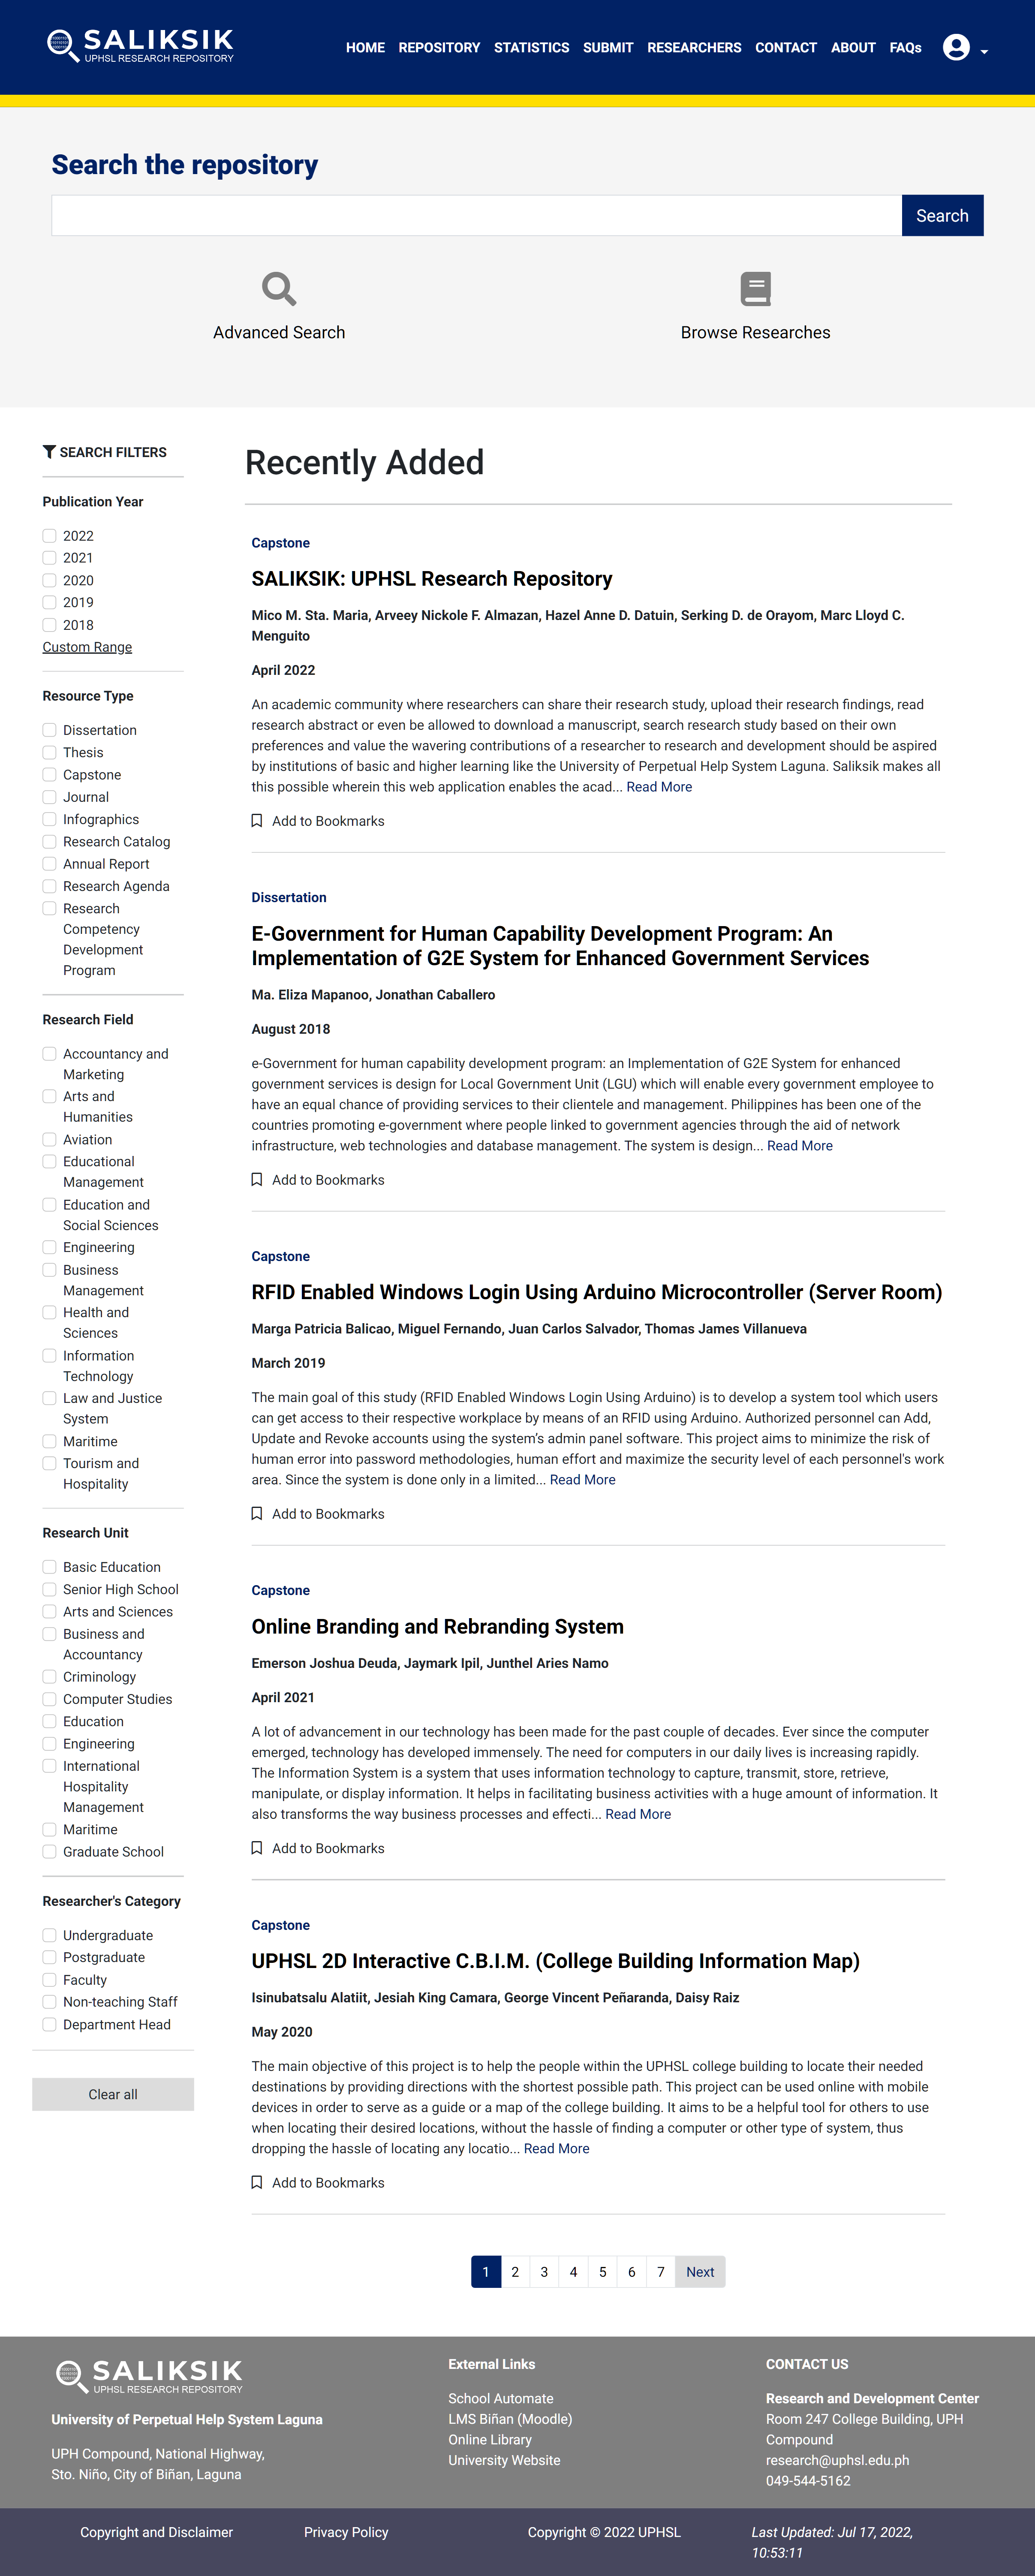 SALIKSIK
UPHSL RESEARCH REPOSITORY
HOME REPOSITORY STATISTICS SUBMIT RESEARCHERS CONTACT ABOUT FAQs
Search the repository
Search
Advanced Search
Browse Researches
SEARCH FILTERS
Publication Year
2022
2021
2020
2019
2018
Custom Range
Resource Type
Dissertation
Thesis
Capstone
Journal
Infographics
Research Catalog
Annual Report
Research Agenda
Research
Competency
Development
Program
Research Field
Accountancy and
Marketing
Arts and
Humanities
Aviation
Educational
Management
Education and
Social Sciences
Engineering
Business
Management
Health and
Sciences
Information
Technology
Law and Justice
System
Maritime
Tourism and
Hospitality
Research Unit
Basic Education
Senior High School
Arts and Sciences
Business and
Accountancy
Criminology
Computer Studies
Education
Engineering
International
Hospitality
Management
Maritime
Graduate School
Researcher's Category
Undergraduate
Postgraduate
Faculty
Non-teaching Staff
Department Head
Clear all
Recently Added
Capstone
SALIKSIK: UPHSL Research Repository
Mico M. Sta. Maria, Arveey Nickole F. Almazan, Hazel Anne D. Datuin, Serking D. de Orayom, Marc Lloyd C.
Menguito
April 2022
An academic community where researchers can share their research study, upload their research findings, read
research abstract or even be allowed to download a manuscript, search research study based on their own
preferences and value the wavering contributions of a researcher to research and development should be aspired
by institutions of basic and higher learning like the University of Perpetual Help System Laguna. Saliksik makes all
this possible wherein this web application enables the acad... Read More
Add to Bookmarks
Dissertation
E-Government for Human Capability Development Program: An
Implementation of G2E System for Enhanced Government Services
Ma. Eliza Mapanoo, Jonathan Caballero
August 2018
e-Government for human capability development program: an Implementation of G2E System for enhanced
government services is design for Local Government Unit (LGU) which will enable every government employee to
have an equal chance of providing services to their clientele and management. Philippines has been one of the
countries promoting e-government where people linked to government agencies through the aid of network
infrastructure, web technologies and database management. The system is design... Read More
Add to Bookmarks
Capstone
RFID Enabled Windows Login Using Arduino Microcontroller (Server Room)
Marga Patricia Balicao, Miguel Fernando, Juan Carlos Salvador, Thomas James Villanueva
March 2019
The main goal of this study (RFID Enabled Windows Login Using Arduino) is to develop a system tool which users
can get access to their respective workplace by means of an RFID using Arduino. Authorized personnel can Add,
Update and Revoke accounts using the system's admin panel software. This project aims to minimize the risk of
human error into password methodologies, human effort and maximize the security level of each personnel's work
area. Since the system is done only in a limited... Read More
Add to Bookmarks
Capstone
Online Branding and Rebranding System
Emerson Joshua Deuda, Jaymark Ipil, Junthel Aries Namo
April 2021
A lot of advancement in our technology has been made for the past couple of decades. Ever since the computer
emerged, technology has developed immensely. The need for computers in our daily lives is increasing rapidly.
The Information System is a system that uses information technology to capture, transmit, store, retrieve,
manipulate, or display information. It helps in facilitating business activities with a huge amount of information. It
also transforms the way business processes and effecti... Read More
Add to Bookmarks
Capstone
UPHSL 2D Interactive C.B.I.M. (College Building Information Map)
Isinubatsalu Alatiit, Jesiah King Camara, George Vincent Peñaranda, Daisy Raiz
May 2020
The main objective of this project is to help the people within the UPHSL college building to locate their needed
destinations by providing directions with the shortest possible path. This project can be used online with mobile
devices in order to serve as a guide or a map of the college building. It aims to be a helpful tool for others to use
when locating their desired locations, without the hassle of finding a computer or other type of system, thus
dropping the hassle of locating any locatio... Read More
Add to Bookmarks
1 2 3 4 5 6 7 Next
SALIKSIK
UPHSL RESEARCH REPOSITORY
University of Perpetual Help System Laguna
UPH Compound, National Highway,
Sto. Niño, City of Biñan, Laguna
External Links
School Automate
LMS Biñan (Moodle)
Online Library
University Website
CONTACT US
Research and Development Center
Room 247 College Building, UPH
Compound
research@uphsl.edu.ph
049-544-5162
Copyright and Disclaimer
Privacy Policy
Copyright © 2022 UPHSL
Last Updated: Jul 17, 2022,
10:53:11